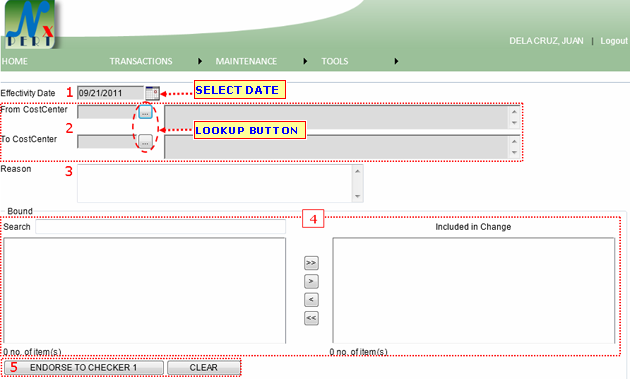 N x
PERT
DELA CRUZ, JUAN | Logout
HOME TRANSACTIONS MAINTENANCE TOOLS
Effectivity Date 1 09/21/2011 SELECT DATE
From CostCenter ...
2 LOOKUP BUTTON
To CostCenter ...
Reason 3
Bound 4
Search Included in Change
>>
>
<
<<
0 no. of item(s) 0 no. of item(s)
5 ENDORSE TO CHECKER 1 CLEAR